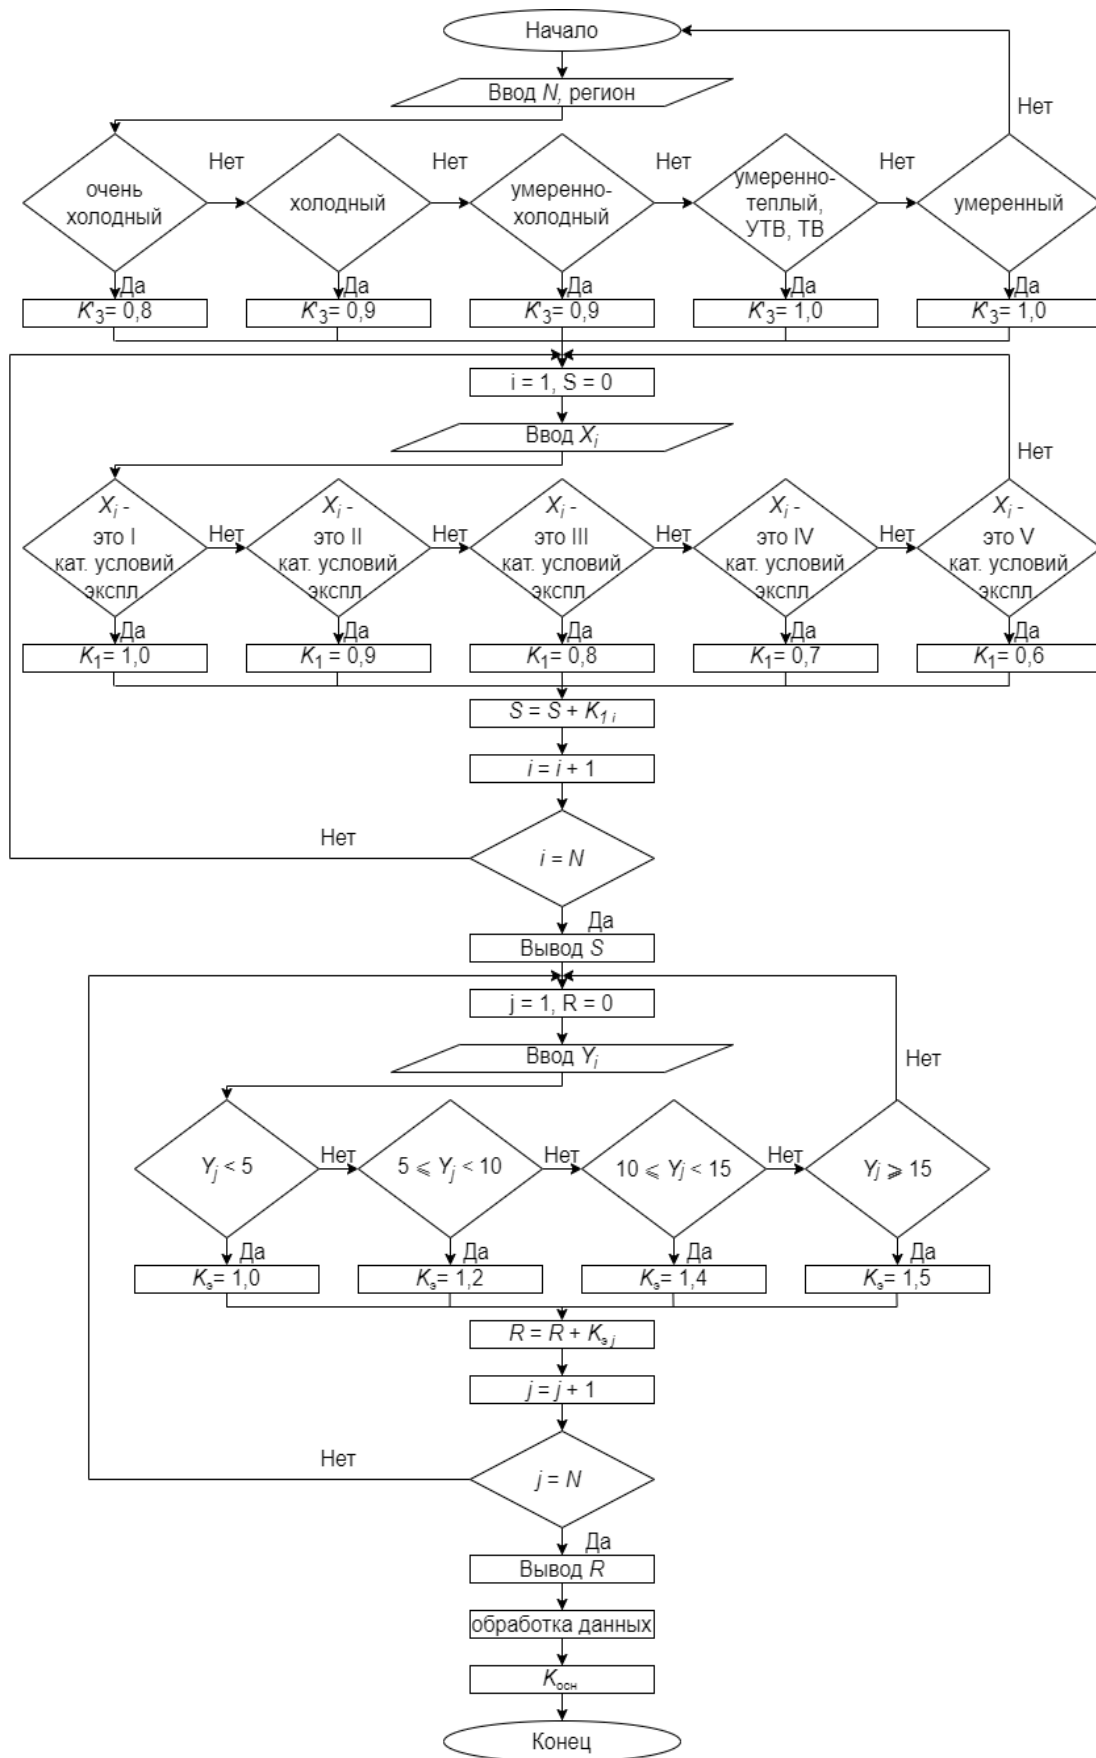 Начало
Ввод N, регион
Нет
Нет
Нет
Нет
Нет
очень
холодный
холодный
умеренно-
холодный
умеренно-
теплый,
УТВ, ТВ
умеренный
Да
Да
Да
Да
Да
K'3= 0,8
K'3= 0,9
K'3= 0,9
K'3= 1,0
K'3= 1,0
i = 1, S = 0
Ввод Xi
Нет
Xi -
это I
кат. условий
экспл.
Нет
Xi -
это II
кат. условий
экспл.
Нет
Xi -
это III
кат. условий
экспл.
Нет
Xi -
это IV
кат. условий
экспл.
Нет
Xi -
это V
кат. условий
экспл.
Да
Да
Да
Да
Да
K1= 1,0
K1 = 0,9
K1= 0,8
K1= 0,7
K1= 0,6
S = S + K1 i
i = i + 1
Нет
i = N
Да
Вывод S
j = 1, R = 0
Ввод Yi
Нет
Yj < 5
Нет
5 ⩽ Yj < 10
Нет
10 ⩽ Yj < 15
Нет
Yj ⩾ 15
Да
Да
Да
Да
Kэ= 1,0
Kэ= 1,2
Kэ= 1,4
Kэ= 1,5
R = R + Kэ j
j = j + 1
Нет
j = N
Да
Вывод R
обработка данных
Kосн
Конец